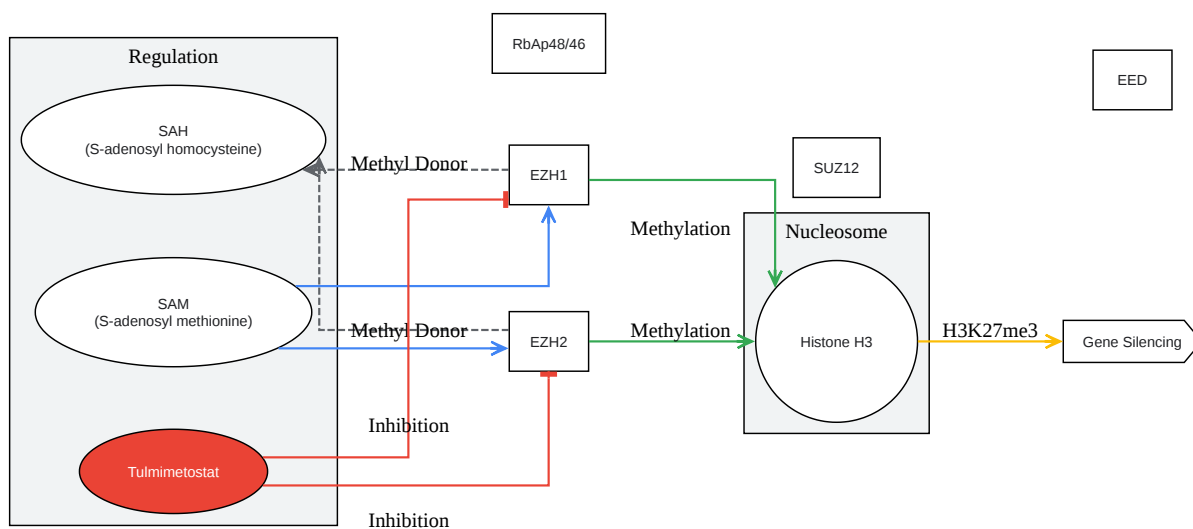 RbAp48/46
Regulation
EED
SAH
(S-adenosyl homocysteine)
Methyl Donor
EZH1
SUZ12
Methylation
Nucleosome
SAM
(S-adenosyl methionine)
Methyl Donor
EZH2
Methylation
Histone H3
H3K27me3
Gene Silencing
Inhibition
Tulmimetostat
Inhibition